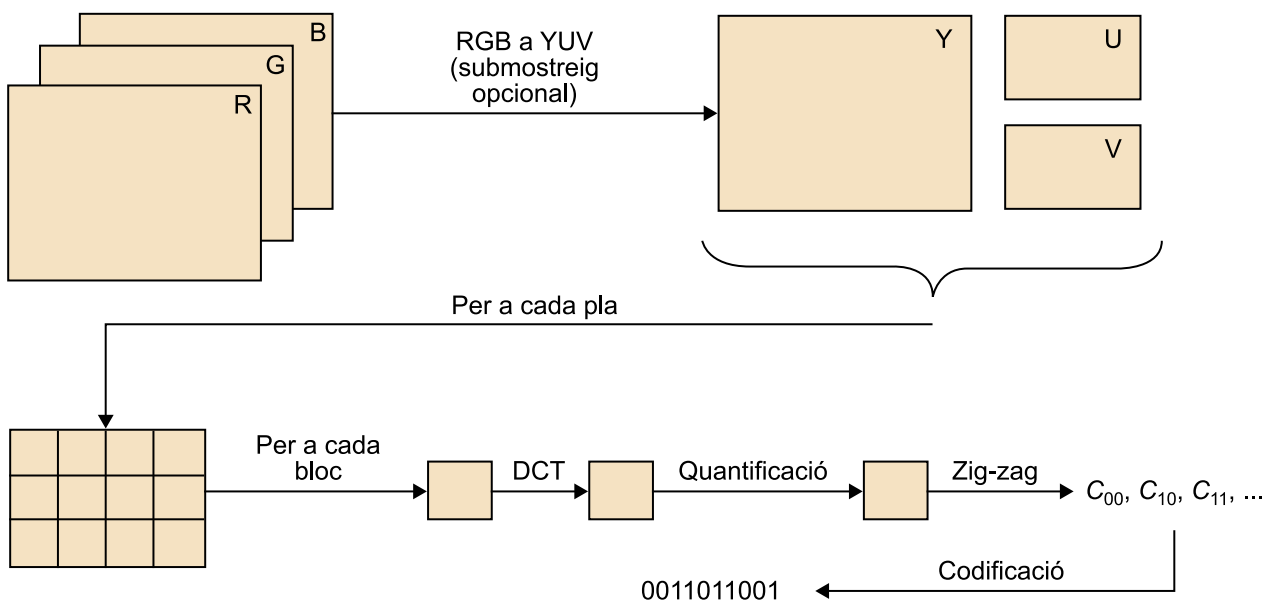 B
G
R
RGB a YUV
(submostreig
opcional)
Y
U
V
Per a cada pla
Per a cada
bloc
DCT
Quantificació
Zig-zag
C00, C10, C11, ...
Codificació
0011011001